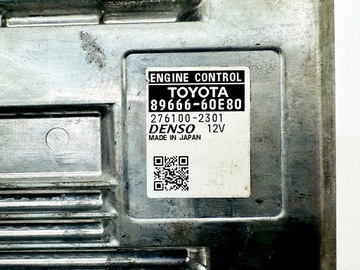 ENGINE CONTROL
TOYOTA
89666-60E80
276100-2301
DENSO 12V
MADE IN JAPAN